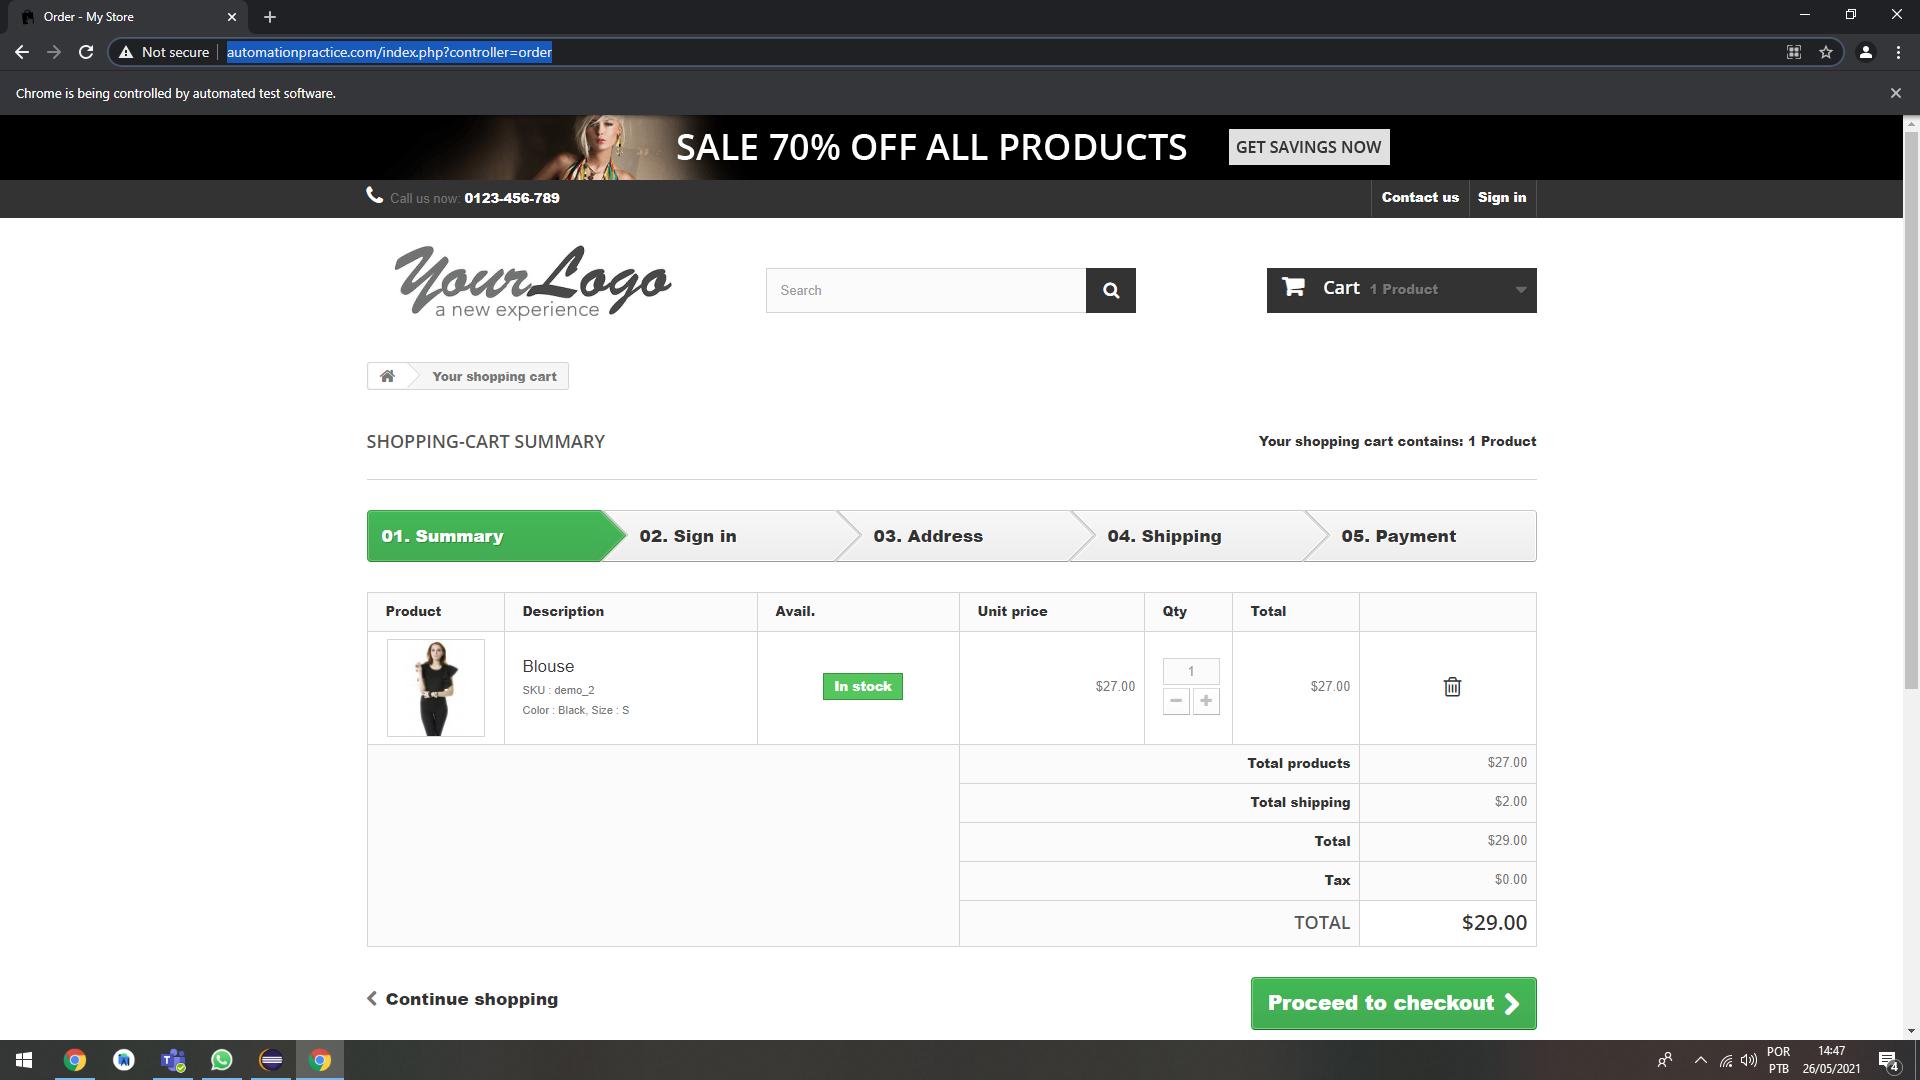 Order - My Store
Not secure
automationpractice.com/index.php?controller=order
Chrome is being controlled by automated test software.
SALE 70% OFF ALL PRODUCTS
GET SAVINGS NOW
Call us now: 0123-456-789
Contact us
Sign in
Your Logo
a new experience
Search
Cart 1 Product
Your shopping cart
SHOPPING-CART SUMMARY
Your shopping cart contains: 1 Product
01. Summary
02. Sign in
03. Address
04. Shipping
05. Payment
Product
Description
Avail.
Unit price
Qty
Total
Blouse
SKU : demo_2
Color : Black, Size : S
In stock
$27.00
1
$27.00
Total products
$27.00
Total shipping
$2.00
Total
$29.00
Tax
$0.00
TOTAL
$29.00
Continue shopping
Proceed to checkout
POR
PTB
14:47
26/05/2021
4